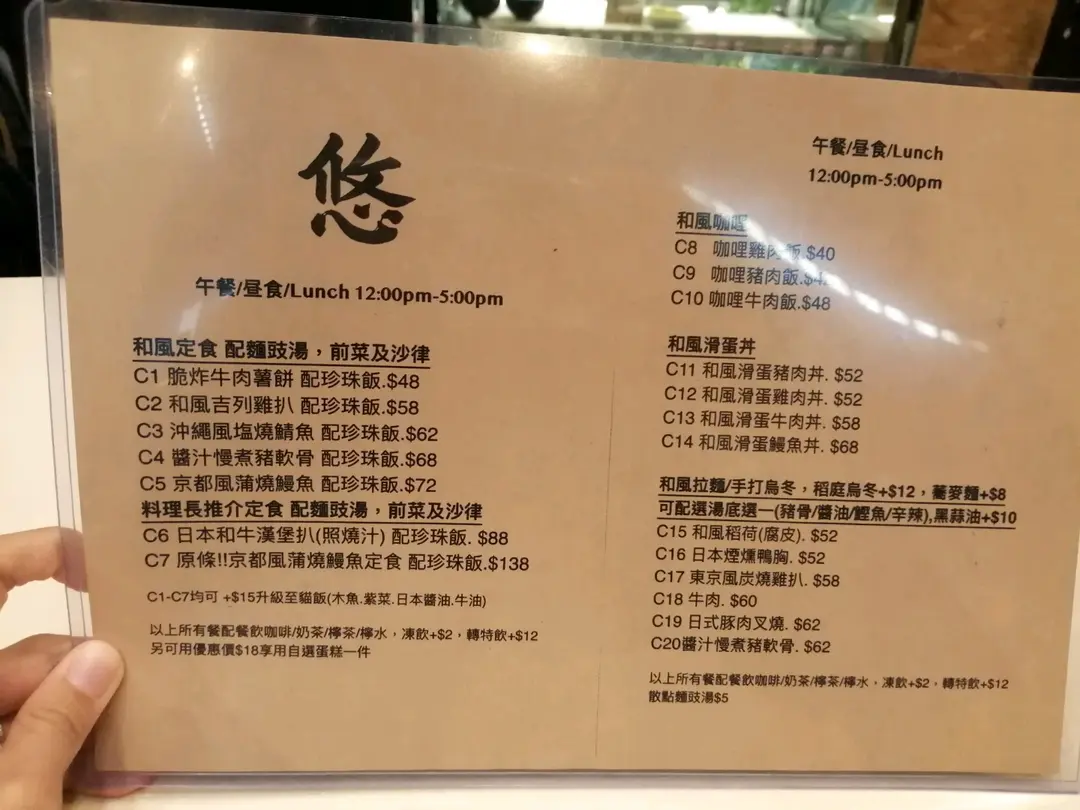 悠
午餐/昼食/Lunch 12:00pm-5:00pm
和風定食 配麵豉湯，前菜及沙律
C1 脆炸牛肉薯餅 配珍珠飯.$48
C2 和風吉列雞扒 配珍珠飯.$58
C3 沖繩風塩燒鯖魚 配珍珠飯.$62
C4 醬汁慢煮豬軟骨 配珍珠飯.$68
C5 京都風蒲燒鰻魚 配珍珠飯.$72
料理長推介定食 配麵豉湯，前菜及沙律
C6 日本和牛漢堡扒(照燒汁) 配珍珠飯. $88
C7 原條!!京都風蒲燒鰻魚定食 配珍珠飯.$138
C1-C7均可 +$15升級至貓飯(木魚.紫菜.日本醬油.牛油)
以上所有餐配餐飲咖啡/奶茶/檸茶/檸水，凍飲+$2，轉特飲+$12
另可用優惠價$18享用自選蛋糕一件
午餐/昼食/Lunch
12:00pm-5:00pm
和風咖喱
C8 咖哩雞肉飯.$40
C9 咖哩豬肉飯
C10 咖哩牛肉飯.$48
和風滑蛋丼
C11 和風滑蛋豬肉丼. $52
C12 和風滑蛋雞肉丼. $52
C13 和風滑蛋牛肉丼. $58
C14 和風滑蛋鰻魚丼. $68
和風拉麵/手打烏冬，稻庭烏冬+$12，蕎麥麵+$8
可配選湯底選一(豬骨/醬油/鰹魚/辛辣),黑蒜油+$10
C15 和風稲荷(腐皮). $52
C16 日本煙燻鴨胸. $52
C17 東京風炭燒雞扒. $58
C18 牛肉. $60
C19 日式豚肉叉燒. $62
C20醬汁慢煮豬軟骨. $62
以上所有餐配餐飲咖啡/奶茶/檸茶/檸水，凍飲+$2，轉特飲+$12
散點麵豉湯$5